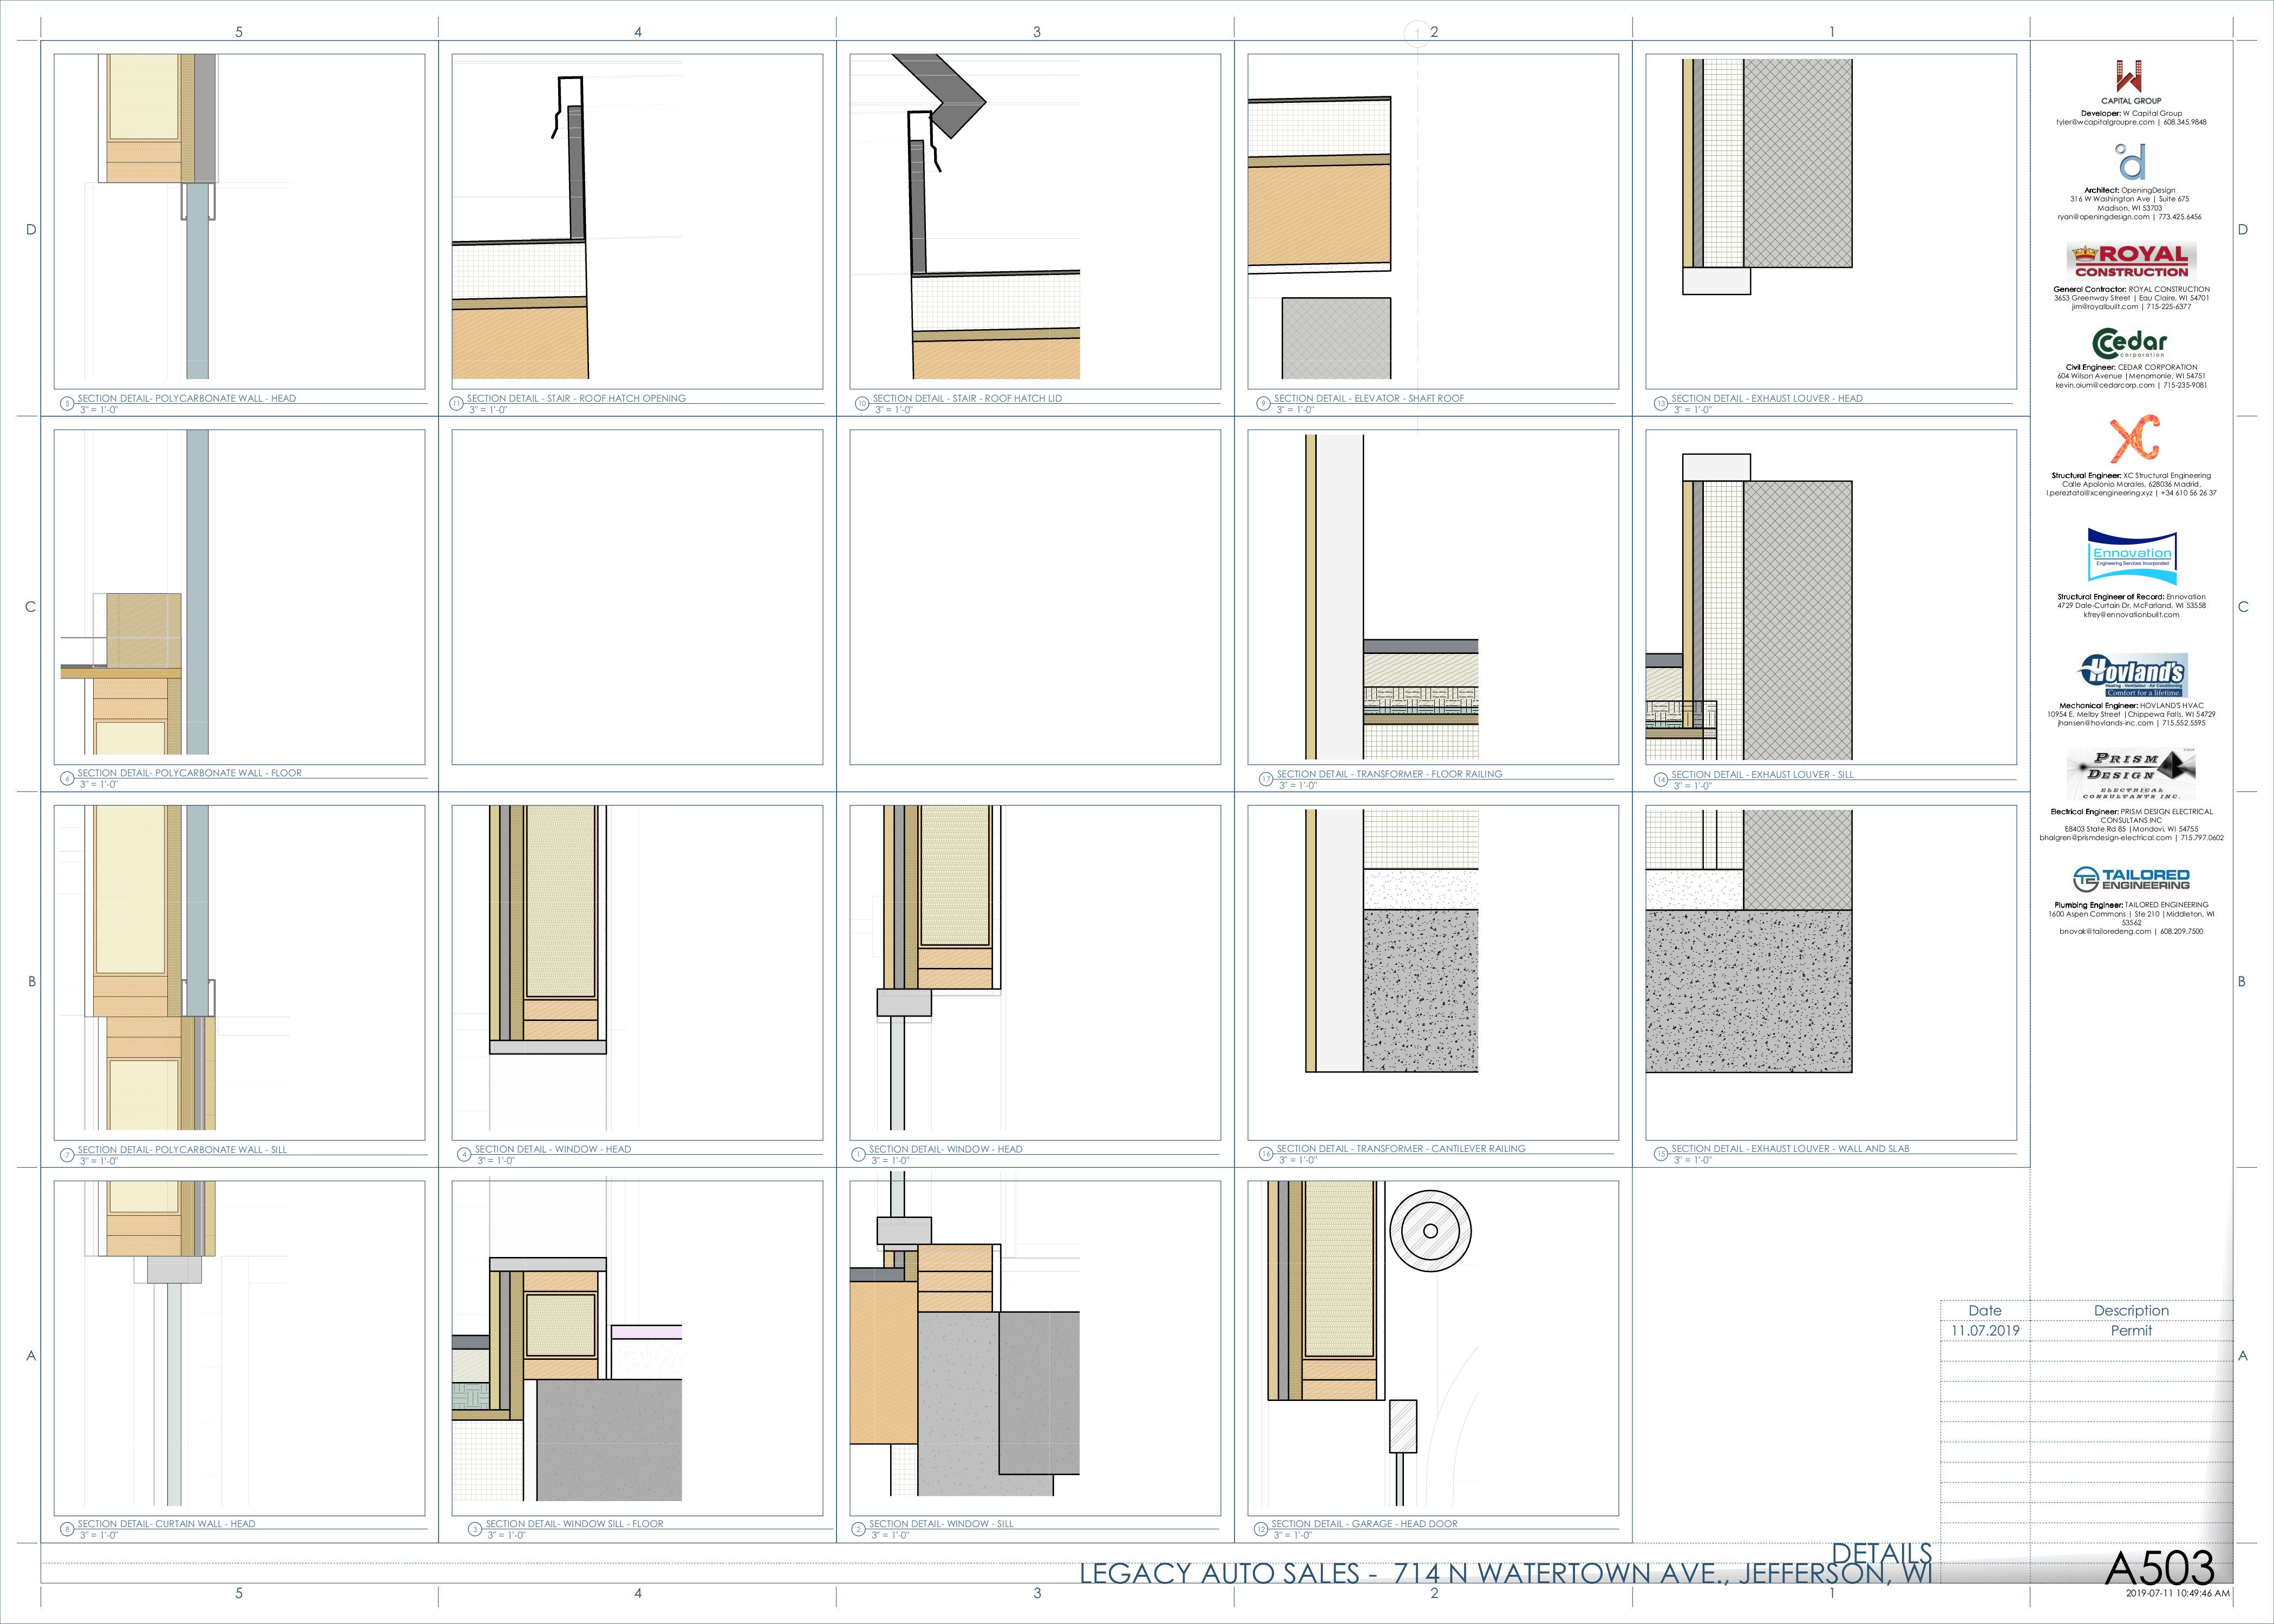 5
4
3
1
2
1
D
D
5
SECTION DETAIL- POLYCARBONATE WALL - HEAD
3" = 1'-0"
11
SECTION DETAIL - STAIR - ROOF HATCH OPENING
3" = 1'-0"
10
SECTION DETAIL - STAIR - ROOF HATCH LID
3" = 1'-0"
9
SECTION DETAIL - ELEVATOR - SHAFT ROOF
3" = 1'-0"
13
SECTION DETAIL - EXHAUST LOUVER - HEAD
3" = 1'-0"
C
C
6
SECTION DETAIL- POLYCARBONATE WALL - FLOOR
3" = 1'-0"
17
SECTION DETAIL - TRANSFORMER - FLOOR RAILING
3" = 1'-0"
14
SECTION DETAIL - EXHAUST LOUVER - SILL
3" = 1'-0"
B
B
7
SECTION DETAIL- POLYCARBONATE WALL - SILL
3" = 1'-0"
4
SECTION DETAIL - WINDOW - HEAD
3" = 1'-0"
1
SECTION DETAIL- WINDOW - HEAD
3" = 1'-0"
16
SECTION DETAIL - TRANSFORMER - CANTILEVER RAILING
3" = 1'-0"
15
SECTION DETAIL - EXHAUST LOUVER - WALL AND SLAB
3" = 1'-0"
A
A
8
SECTION DETAIL- CURTAIN WALL - HEAD
3" = 1'-0"
3
SECTION DETAIL- WINDOW SILL - FLOOR
3" = 1'-0"
2
SECTION DETAIL- WINDOW - SILL
3" = 1'-0"
12
SECTION DETAIL - GARAGE - HEAD DOOR
3" = 1'-0"
W
CAPITAL GROUP
Developer: W Capital Group
tyler@wcapitalgroupre.com | 608.345.9848
d
Architect: OpeningDesign
316 W Washington Ave | Suite 675
Madison, WI 53703
ryan@openingdesign.com | 773.425.6456
ROYAL
CONSTRUCTION
General Contractor: ROYAL CONSTRUCTION
3653 Greenway Street | Eau Claire, WI 54701
jim@royalbuilt.com | 715-225-6377
Cedar
corporation
Civil Engineer: CEDAR CORPORATION
604 Wilson Avenue |Menomonie, WI 54751
kevin.oium@cedarcorp.com | 715-235-9081
XC
Structural Engineer: XC Structural Engineering
Calle Apolonio Morales, 628036 Madrid,
l.pereztato@xcengineering.xyz | +34 610 56 26 37
Ennovation
Engineering Services Incorporated
Structural Engineer of Record: Ennovation
4729 Dale-Curtain Dr, McFarland, WI 53558
kfrey@ennovationbuilt.com
Hovland's
Heating - Ventilation - Air Conditioning
Comfort for a lifetime.
Mechanical Engineer: HOVLAND'S HVAC
10954 E. Melby Street |Chippewa Falls, WI 54729
jhansen@hovlands-inc.com | 715.552.5595
PRISM
DESIGN
ELECTRICAL
CONSULTANTS INC.
Electrical Engineer: PRISM DESIGN ELECTRICAL
CONSULTANS INC
E8403 State Rd 85 |Mondovi, WI 54755
bhalgren@prismdesign-electrical.com | 715.797.0602
TE TAILORED
ENGINEERING
Plumbing Engineer: TAILORED ENGINEERING
1600 Aspen Commons | Ste 210 |Middleton, WI
53562
bnovak@tailoredeng.com | 608.209.7500
Date Description
11.07.2019 Permit
DETAILS
LEGACY AUTO SALES - 714 N WATERTOWN AVE., JEFFERSON, WI
A503
2019-07-11 10:49:46 AM
5
4
3
2
1